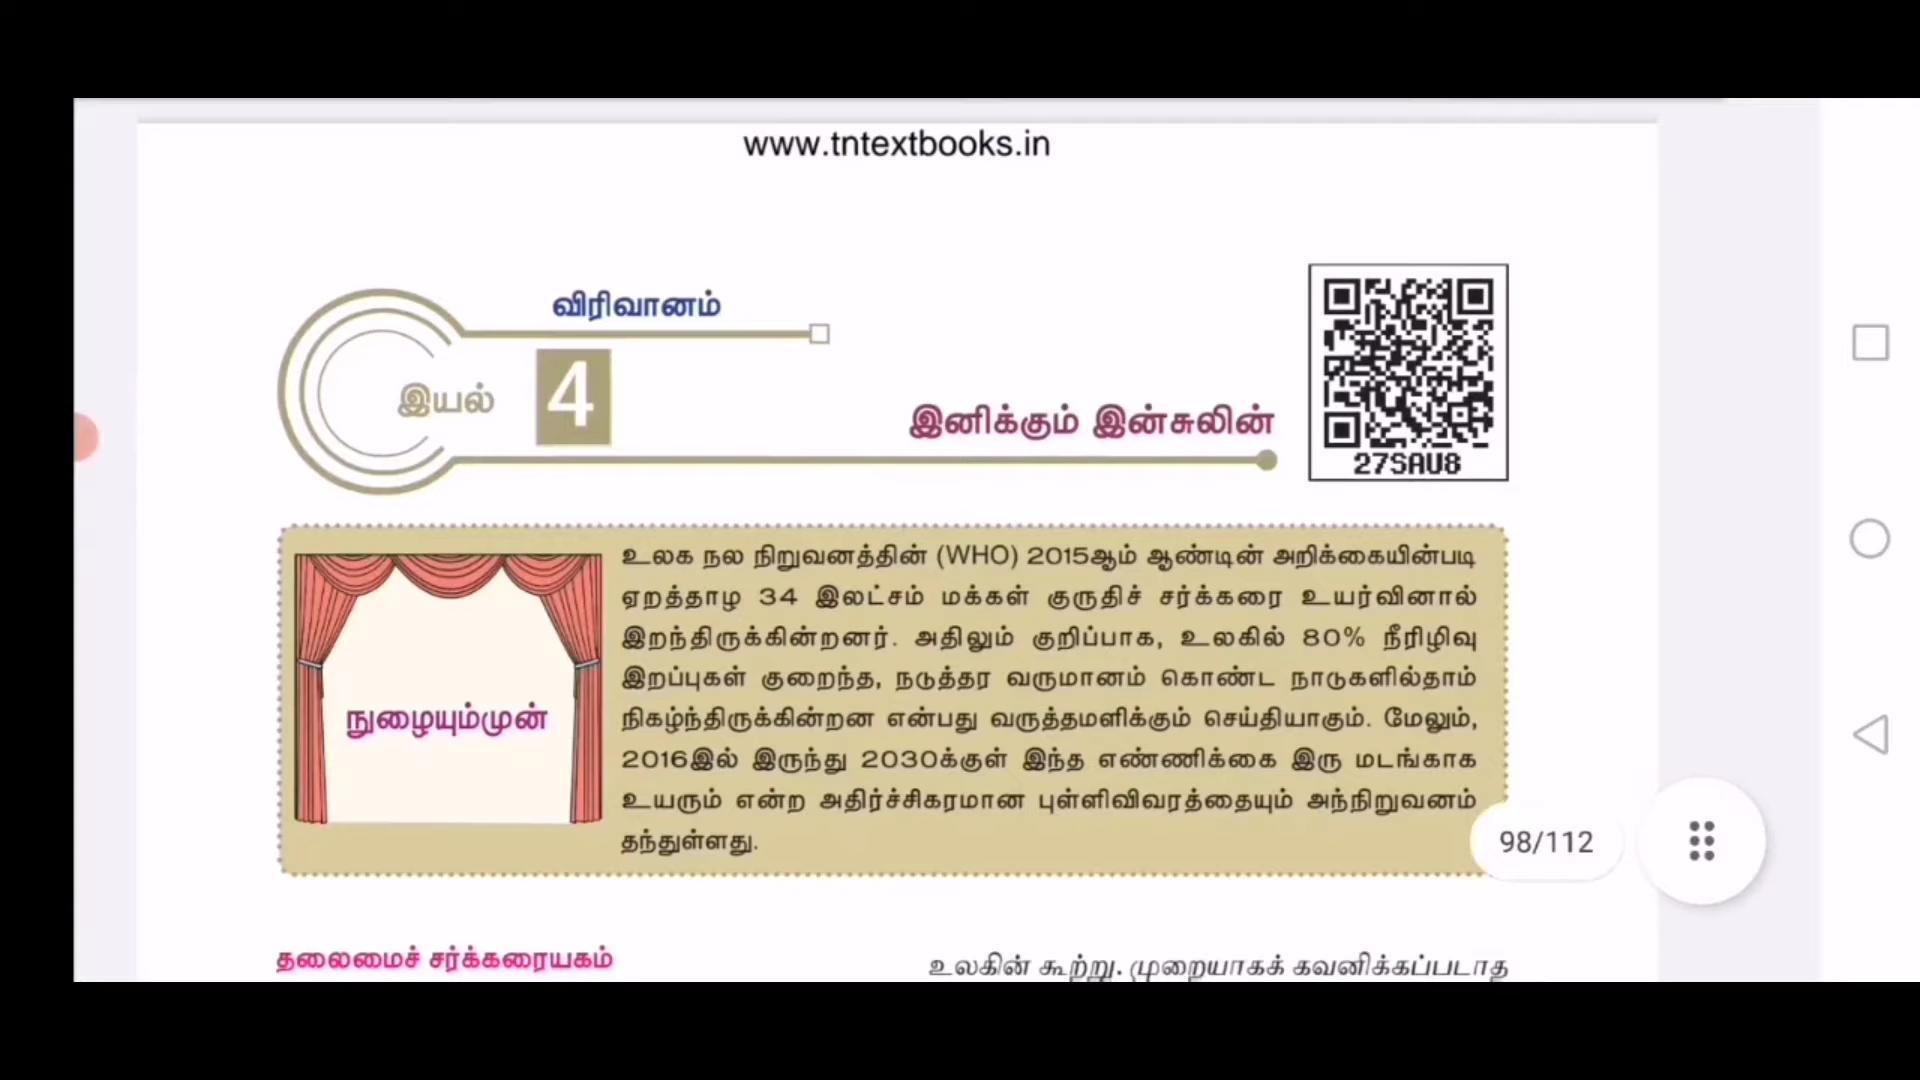 www.tntextbooks.in
விரிவானம்
இயல் 4
இனிக்கும் இன்சுலின்
27SAU8
நுழையும்முன்
உலக நல நிறுவனத்தின் (WHO) 2015ஆம் ஆண்டின் அறிக்கையின்படி
ஏறத்தாழ 34 இலட்சம் மக்கள் குருதிச் சர்க்கரை உயர்வினால்
இறந்திருக்கின்றனர். அதிலும் குறிப்பாக, உலகில் 80% நீரிழிவு
இறப்புகள் குறைந்த, நடுத்தர வருமானம் கொண்ட நாடுகளில்தாம்
நிகழ்ந்திருக்கின்றன என்பது வருத்தமளிக்கும் செய்தியாகும். மேலும்,
2016இல் இருந்து 2030க்குள் இந்த எண்ணிக்கை இரு மடங்காக
உயரும் என்ற அதிர்ச்சிகரமான புள்ளிவிவரத்தையும் அந்நிறுவனம்
தந்துள்ளது.
98/112
தலைமைச் சர்க்கரையகம்
உலகின் கூற்று. முறையாகக் கவனிக்கப்படாத